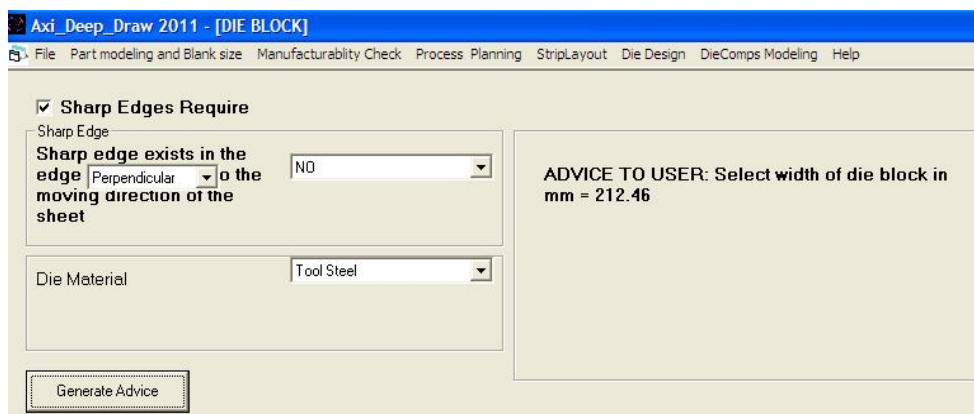 Axi_Deep_Draw 2011 - [DIE BLOCK]
File Part modeling and Blank size Manufacturablity Check Process Planning StripLayout Die Design DieComps Modeling Help
Sharp Edges Require
Sharp Edge
Sharp edge exists in the
edge Perpendicular o the
moving direction of the
sheet
NO
ADVICE TO USER: Select width of die block in
mm = 212.46
Die Material
Tool Steel
Generate Advice